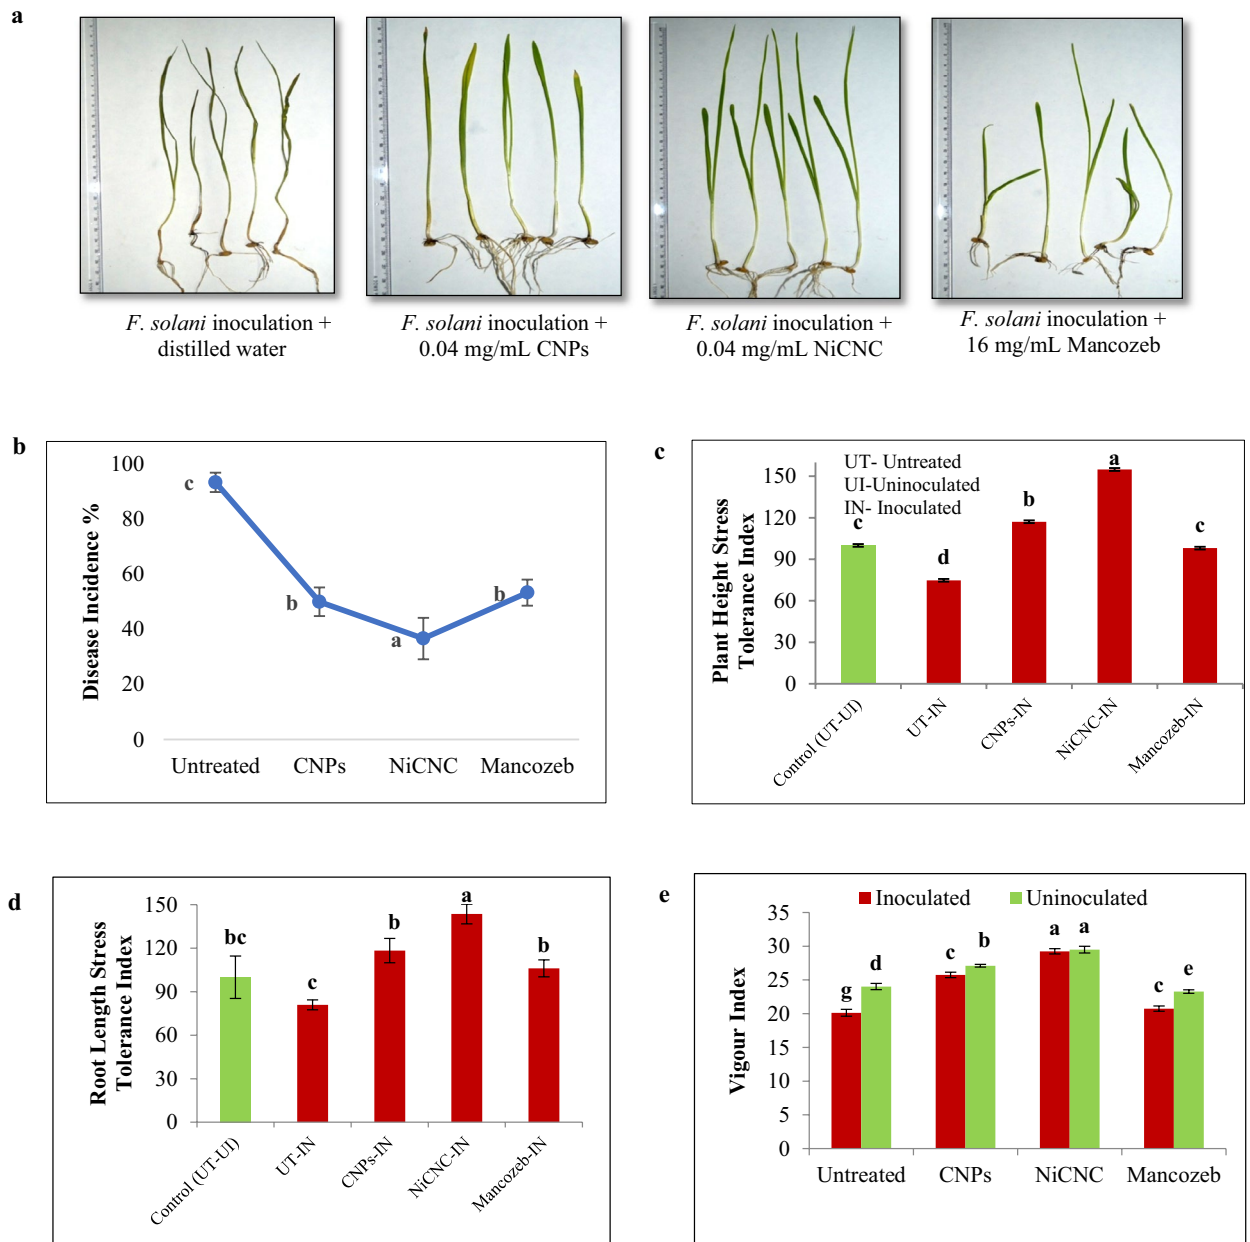 a
F. solani inoculation +
distilled water
F. solani inoculation +
0.04 mg/mL CNPs
F. solani inoculation +
0.04 mg/mL NiCNC
F. solani inoculation +
16 mg/mL Mancozeb
b
Disease Incidence %
100
80
60
40
20
0
c
b
a
b
Untreated
CNPs
NiCNC
Mancozeb
c
Plant Height Stress
Tolerance Index
150
120
90
60
30
0
UT- Untreated
UI-Uninoculated
IN- Inoculated
c
d
b
a
c
Control (UT-UI)
UT-IN
CNPs-IN
NiCNC-IN
Mancozeb-IN
d
Root Length Stress
Tolerance Index
150
120
90
60
30
0
bc
c
b
a
b
Control (UT-UI)
UT-IN
CNPs-IN
NiCNC-IN
Mancozeb-IN
e
Inoculated
Uninoculated
Vigour Index
35
30
25
20
15
10
5
0
g
d
c
b
a
a
c
e
Untreated
CNPs
NiCNC
Mancozeb